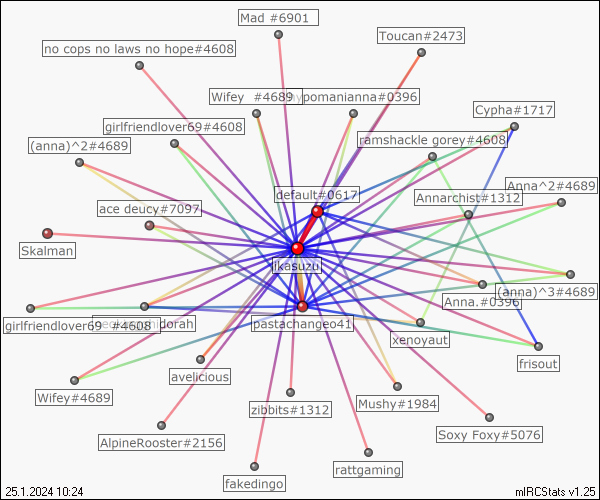 Mad #6901
Toucan#2473
no cops no laws no hope#4608
Wifey #4689
pomanianna#0396
Cypha#1717
girlfriendlover69#4608
ramshackle gorey#4608
(anna)^2#4689
Anna^2#4689
default#0617
Annarchist#1312
ace deucy#7097
Skalman
ikasuzu
(anna)^3#4689
Anna.#0396
girlfriendlover69 #4608
pastachangeo41
xenoyaut
frisout
avelicious
Wifey#4689
Mushy#1984
zibbits#1312
Soxy Foxy#5076
AlpineRooster#2156
rattgaming
fakedingo
25.1.2024 10:24
mIRCStats v1.25